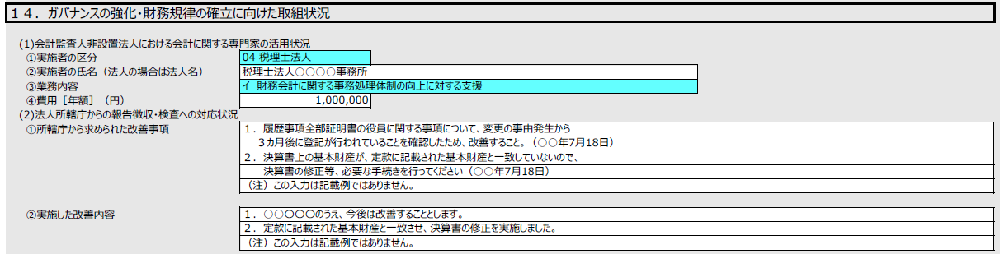 １４．ガバナンスの強化・財務規律の確立に向けた取組状況
(1)会計監査人非設置法人における会計に関する専門家の活用状況
①実施者の区分 04 税理士法人
②実施者の氏名（法人の場合は法人名） 税理士法人○○○○事務所
③業務内容 イ 財務会計に関する事務処理体制の向上に対する支援
④費用［年額］（円） 1,000,000
(2)法人所轄庁からの報告徴収・検査への対応状況
①所轄庁から求められた改善事項 １．履歴事項全部証明書の役員に関する事項について、変更の事由発生から
３カ月後に登記が行われていることを確認したため、改善すること。（○○年7月18日）
２．決算書上の基本財産が、定款に記載された基本財産と一致していないので、
決算書の修正等、必要な手続きを行ってください（○○年7月18日）
（注）この入力は記載例ではありません。
②実施した改善内容 １．○○○○○のうえ、今後は改善することとします。
２．定款に記載された基本財産と一致させ、決算書の修正を実施しました。
（注）この入力は記載例ではありません。